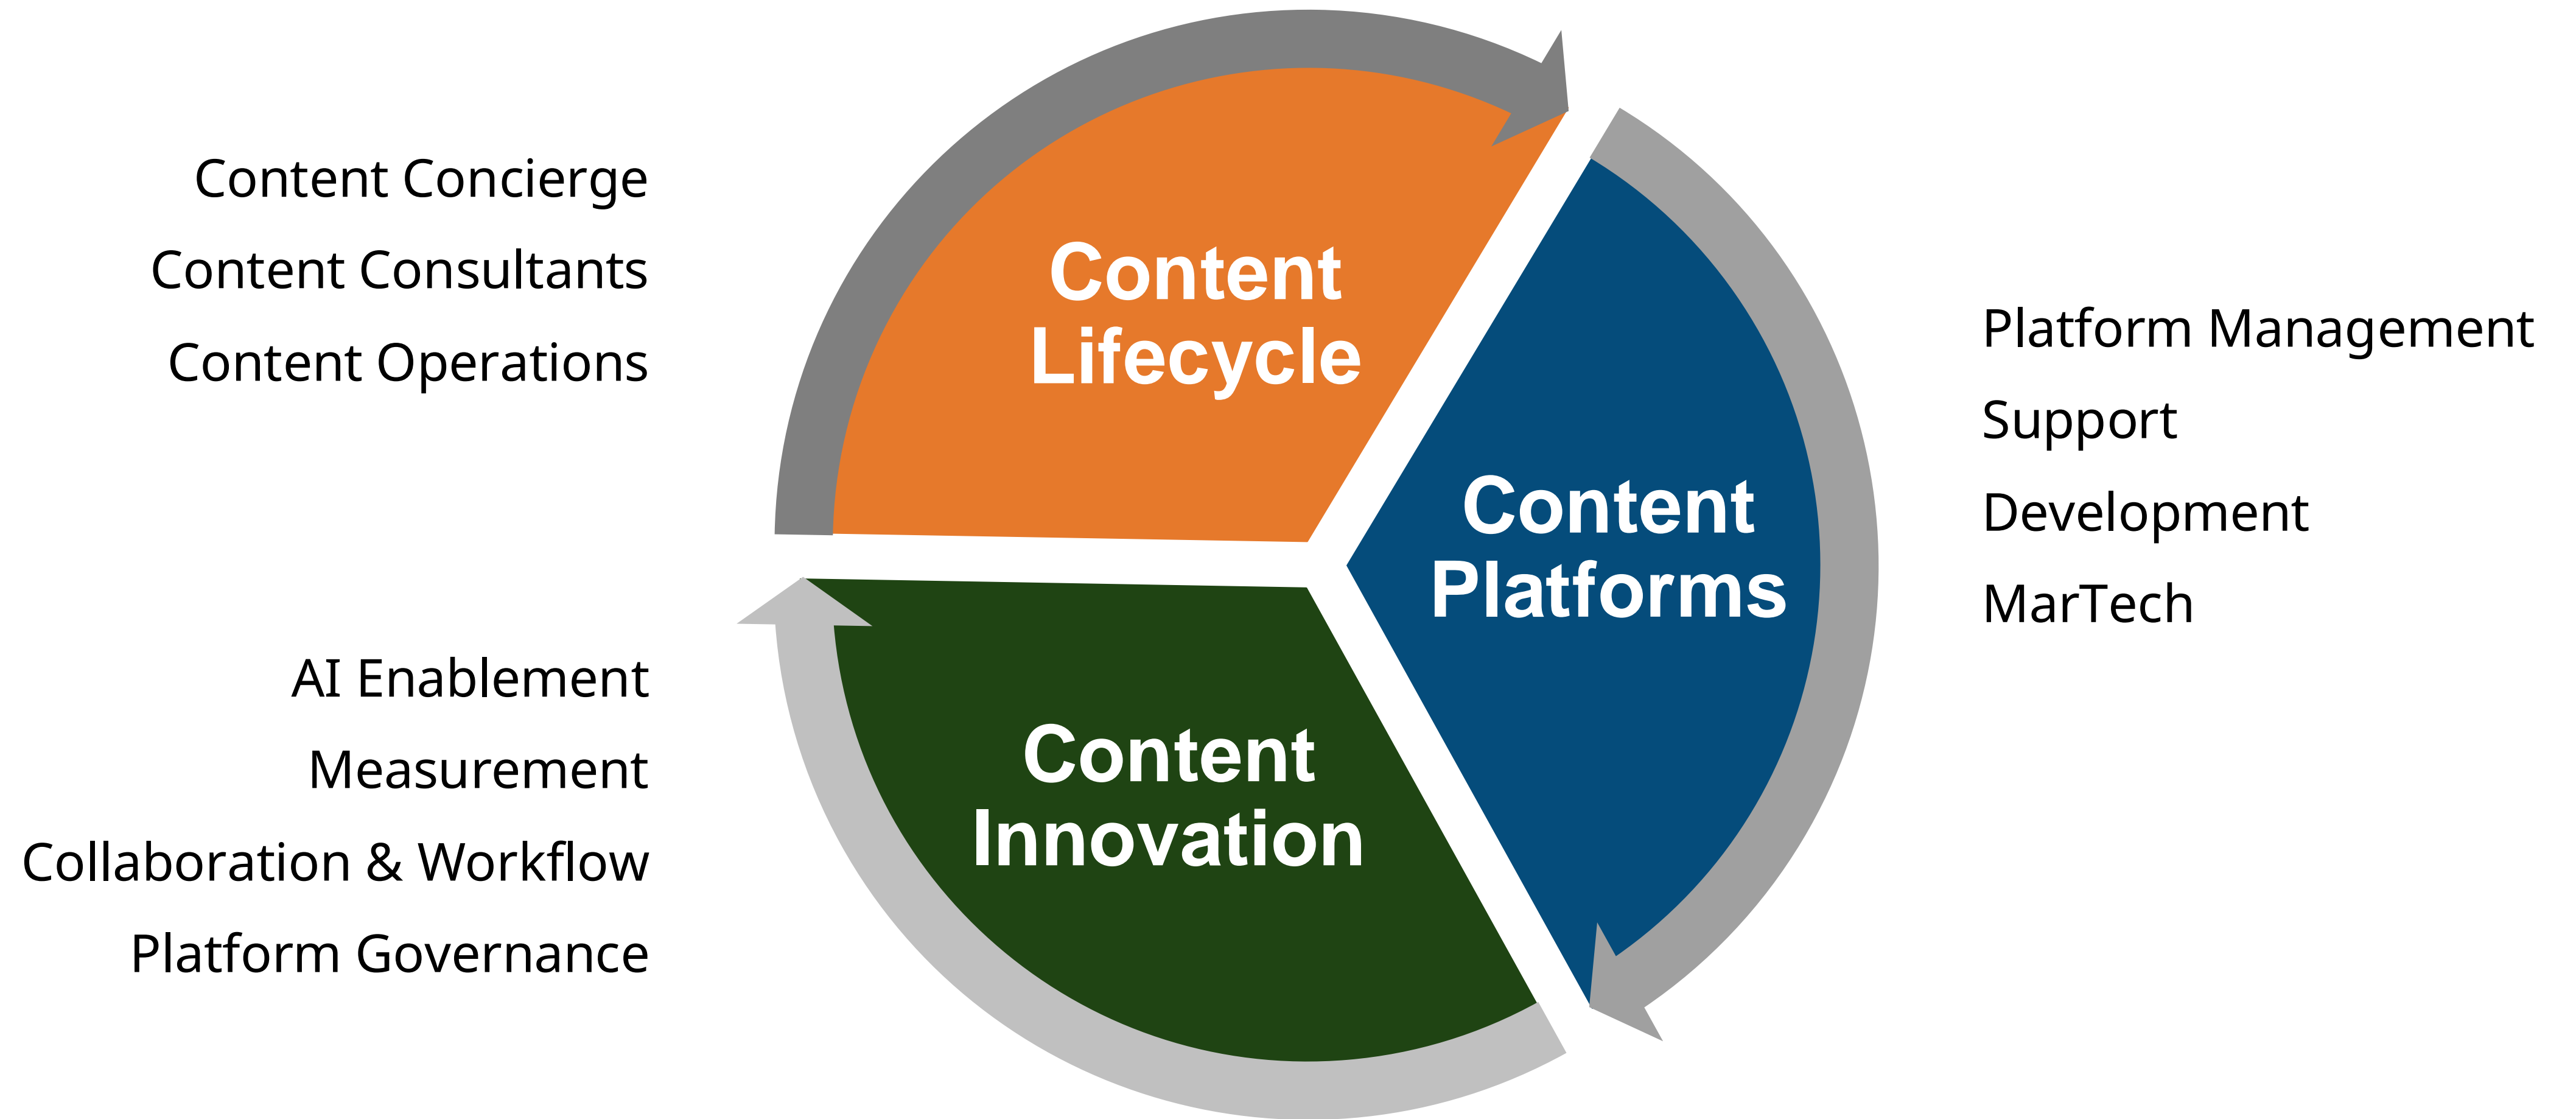 Content Concierge
Content Consultants
Content Operations
Content
Lifecycle
Content
Platforms
Platform Management
Support
Development
MarTech
AI Enablement
Measurement
Collaboration & Workflow
Platform Governance
Content
Innovation